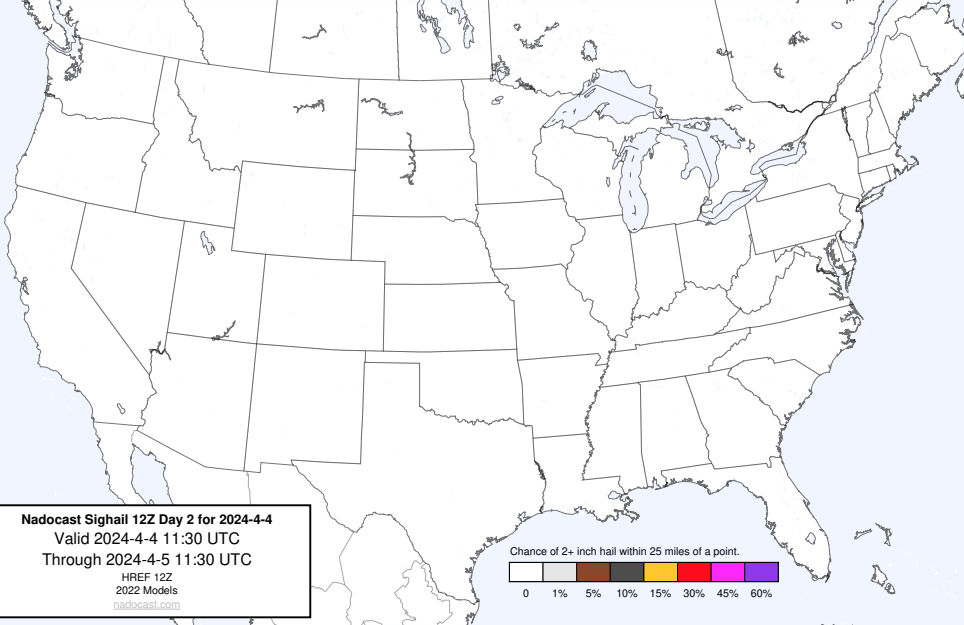 Nadocast Sighail 12Z Day 2 for 2024-4-4
Valid 2024-4-4 11:30 UTC
Through 2024-4-5 11:30 UTC
HREF 12Z
2022 Models
nadocast.com
Chance of 2+ inch hail within 25 miles of a point.
0 1% 5% 10% 15% 30% 45% 60%